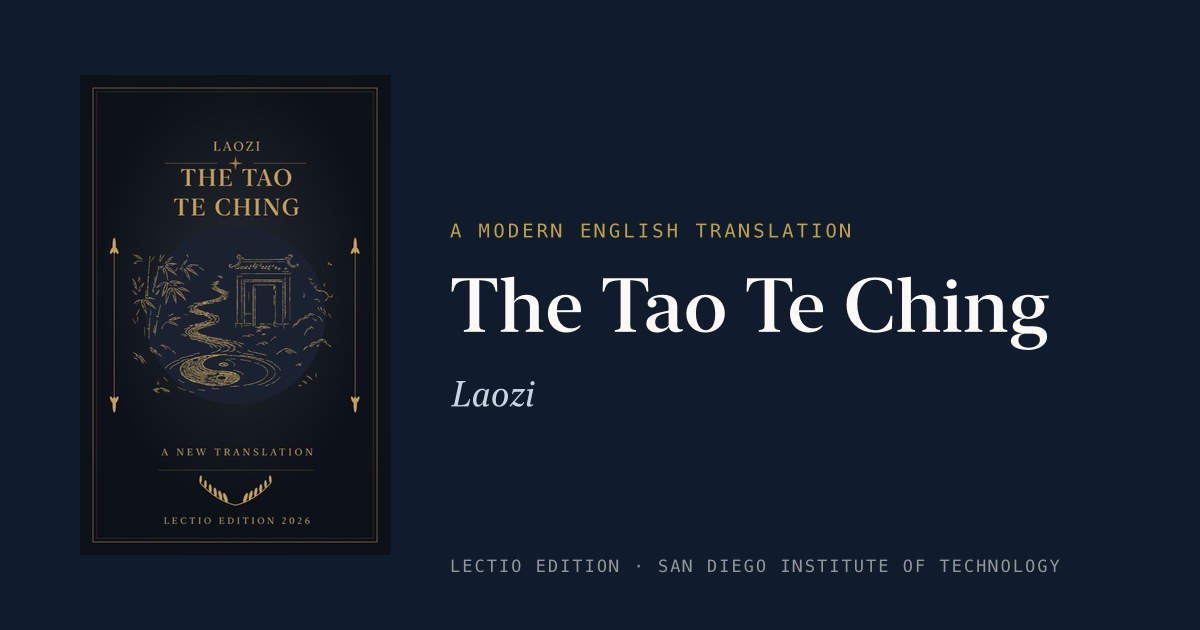 LAOZI
THE TAO
TE CHING
A NEW TRANSLATION
LECTIO EDITION 2026
A MODERN ENGLISH TRANSLATION
The Tao Te Ching
Laozi
LECTIO EDITION · SAN DIEGO INSTITUTE OF TECHNOLOGY